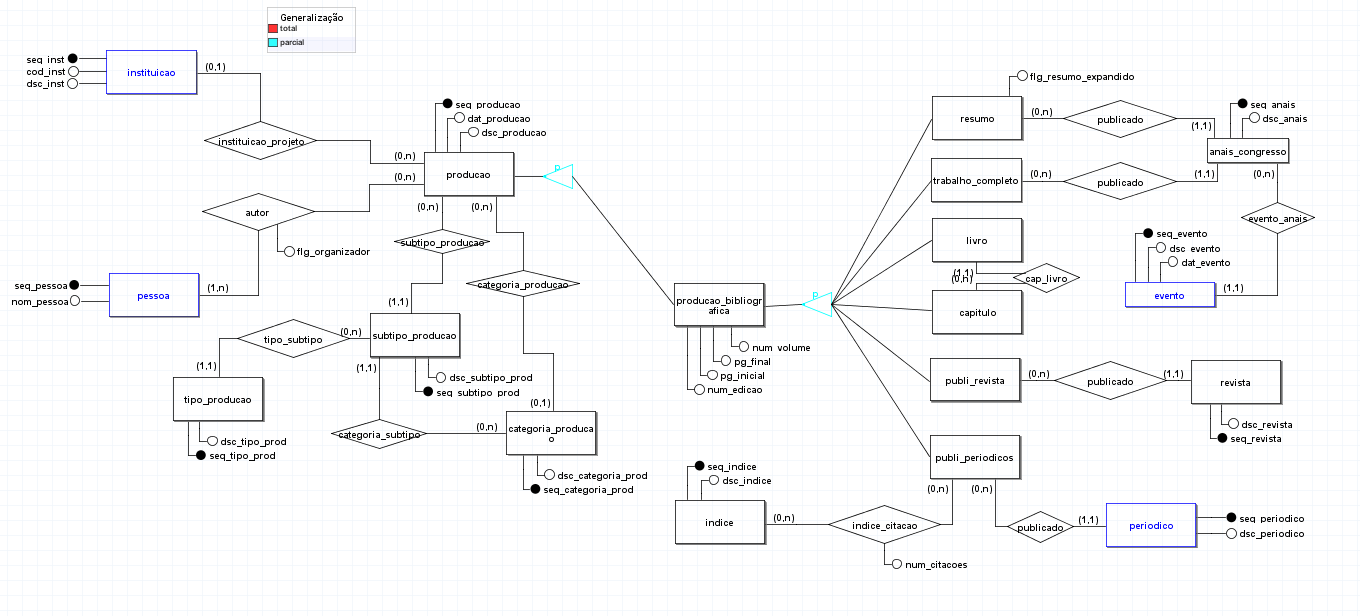 Generalização
total
parcial
seq_inst
cod_inst
dsc_inst
instituicao
(0,1)
instituicao_projeto
(0,n)
seq_producao
dat_producao
dsc_producao
producao
p
(0,n)
autor
flg_organizador
seq_pessoa
nom_pessoa
pessoa
(1,n)
(0,n)
(0,n)
subtipo_producao
categoria_producao
(1,1)
subtipo_producao
tipo_subtipo
(0,n)
(1,1)
(1,1)
dsc_subtipo_prod
seq_subtipo_prod
tipo_producao
dsc_tipo_prod
seq_tipo_prod
categoria_subtipo
(0,n)
(0,1)
categoria_produca
o
dsc_categoria_prod
seq_categoria_prod
producao_bibliogr
afica
p
num_volume
pg_final
pg_inicial
num_edicao
flg_resumo_expandido
resumo
(0,n)
publicado
(1,1)
seq_anais
dsc_anais
anais_congresso
trabalho_completo
(0,n)
publicado
(1,1)
(0,n)
evento_anais
livro
(1,1)
(0,n)
cap_livro
capitulo
seq_evento
dsc_evento
dat_evento
evento
(1,1)
publi_revista
(0,n)
publicado
(1,1)
revista
dsc_revista
seq_revista
publi_periodicos
(0,n)
(0,n)
seq_indice
dsc_indice
indice
(0,n)
indice_citacao
num_citacoes
publicado
(1,1)
periodico
seq_periodico
dsc_periodico